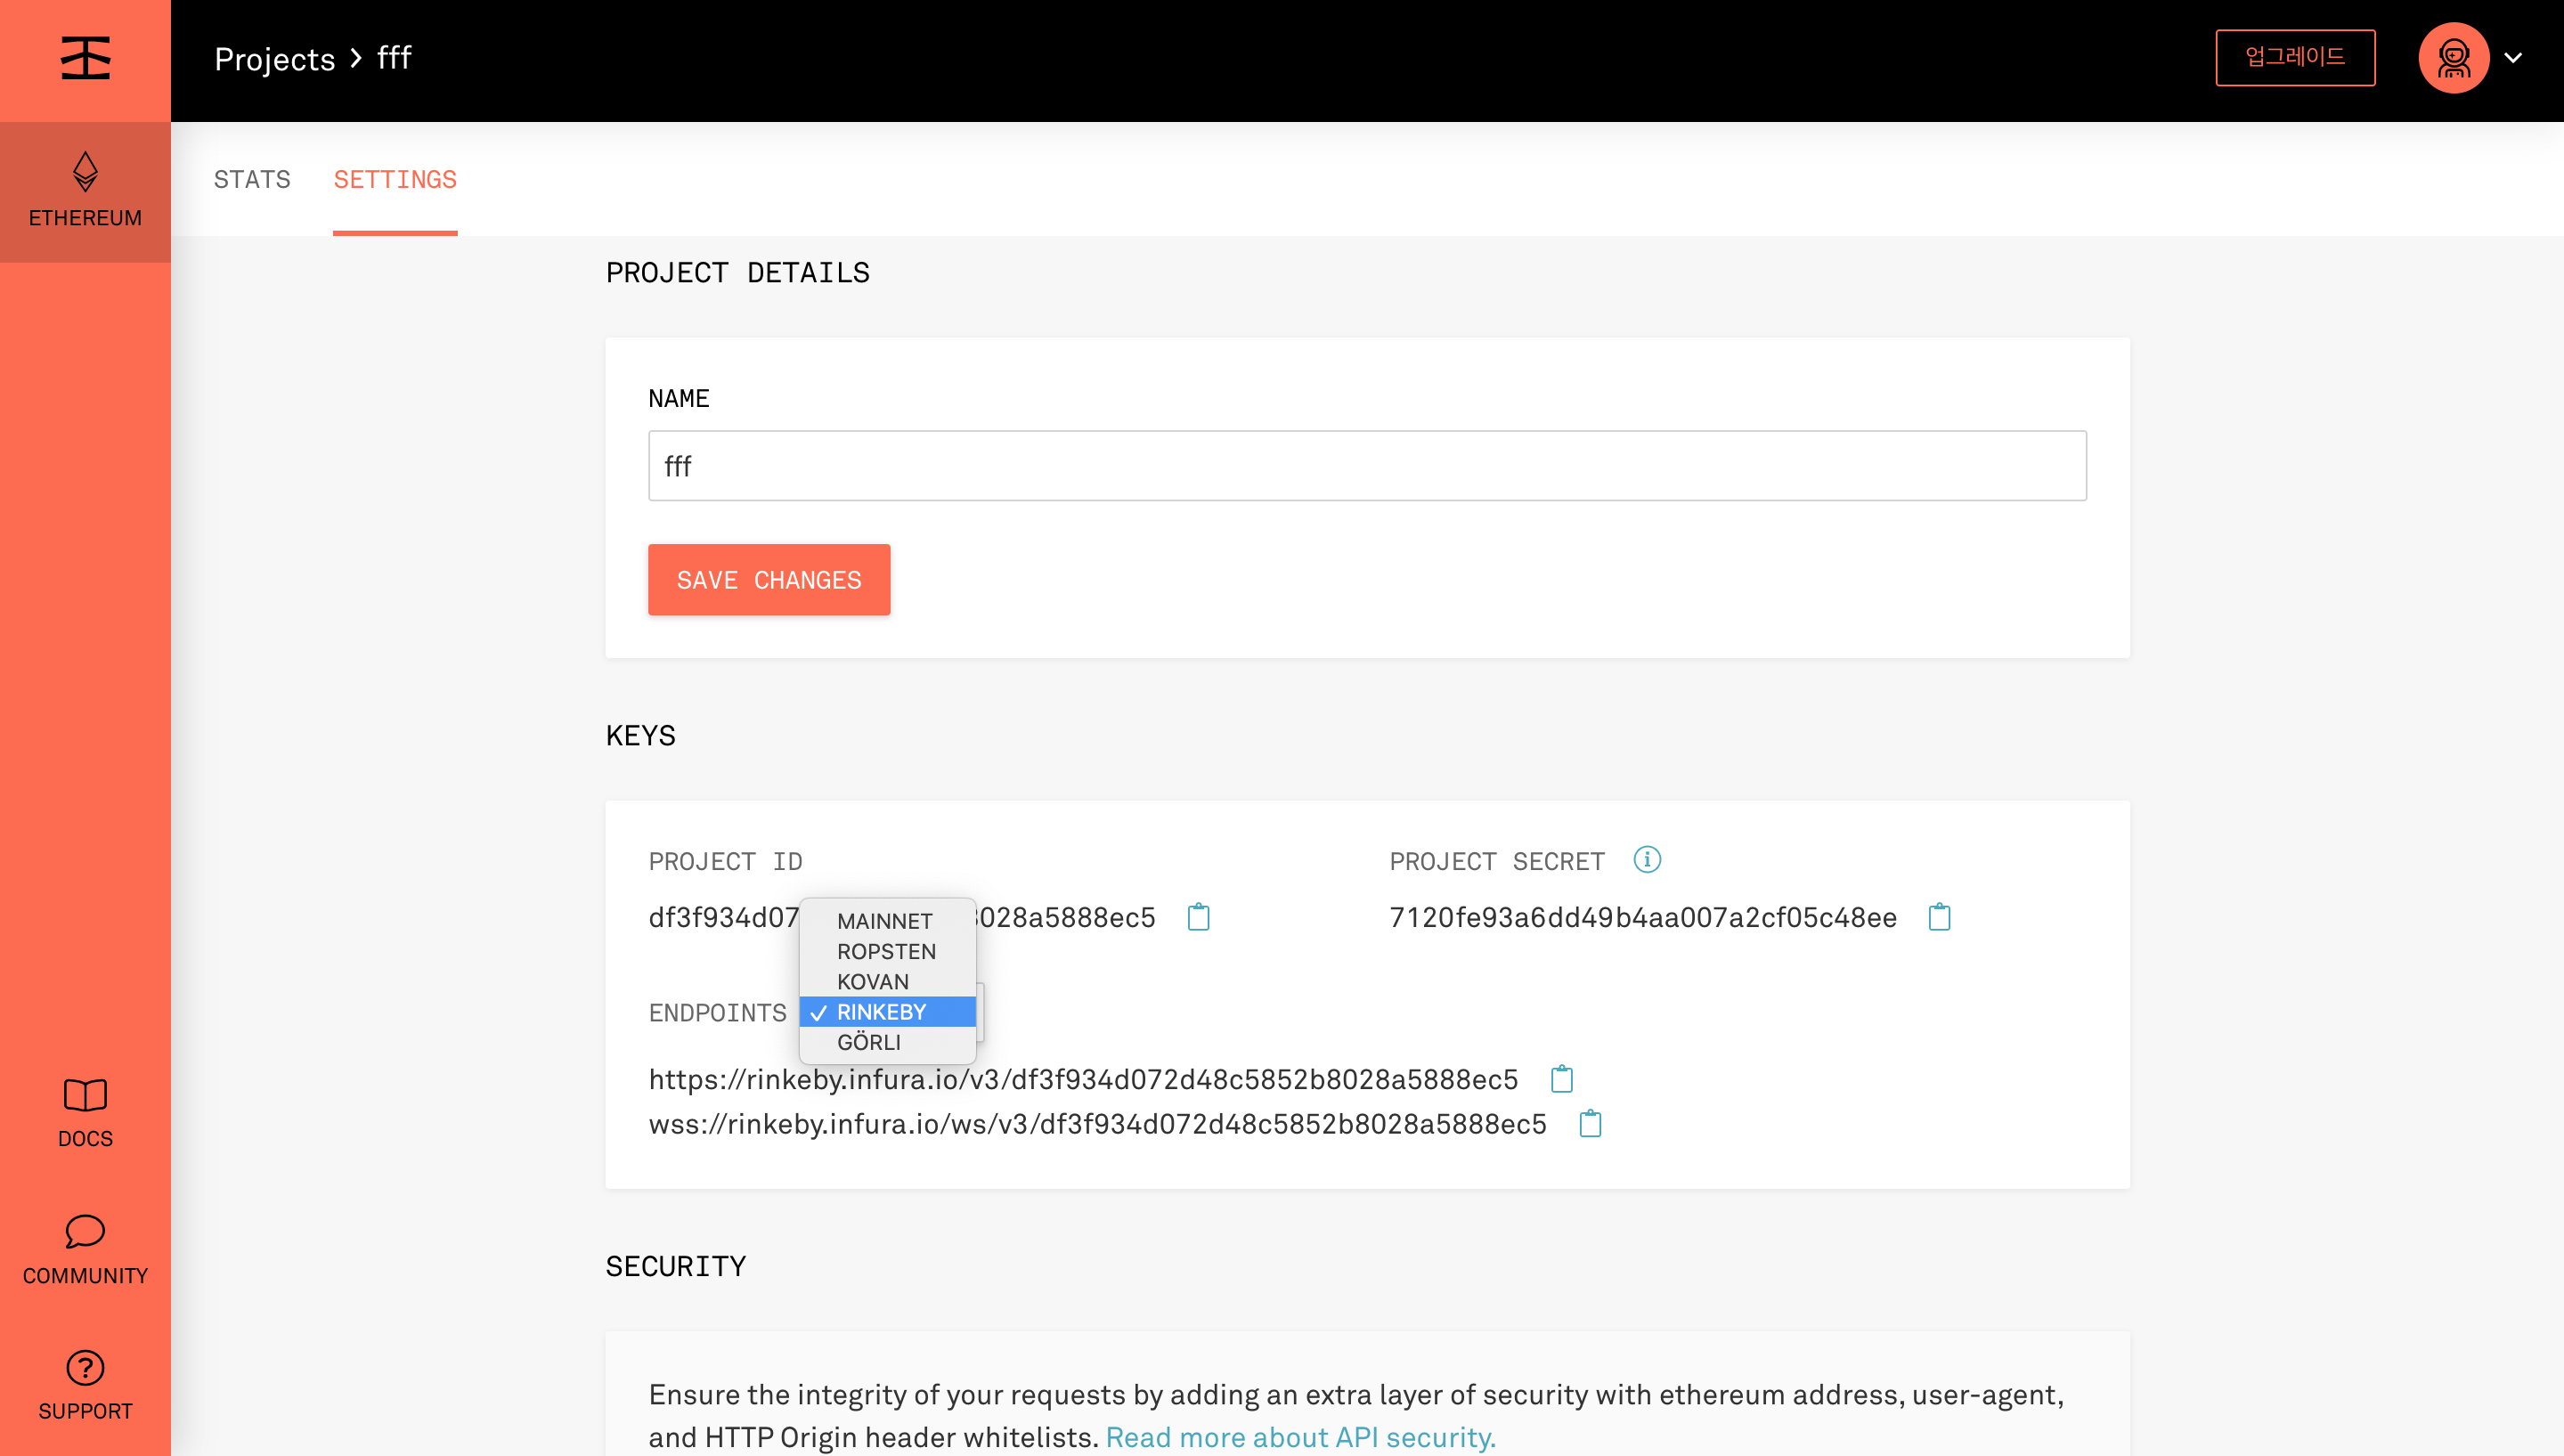 Projects > fff
업그레이드
ETHEREUM
STATS
SETTINGS
PROJECT DETAILS
NAME
fff
SAVE CHANGES
KEYS
PROJECT ID
PROJECT SECRET
df3f934d07
028a5888ec5
7120fe93a6dd49b4aa007a2cf05c48ee
MAINNET
ROPSTEN
KOVAN
ENDPOINTS
RINKEBY
GÖRLI
https://rinkeby.infura.io/v3/df3f934d072d48c5852b8028a5888ec5
wss://rinkeby.infura.io/ws/v3/df3f934d072d48c5852b8028a5888ec5
SECURITY
Ensure the integrity of your requests by adding an extra layer of security with ethereum address, user-agent,
and HTTP Origin header whitelists. Read more about API security.
DOCS
COMMUNITY
SUPPORT